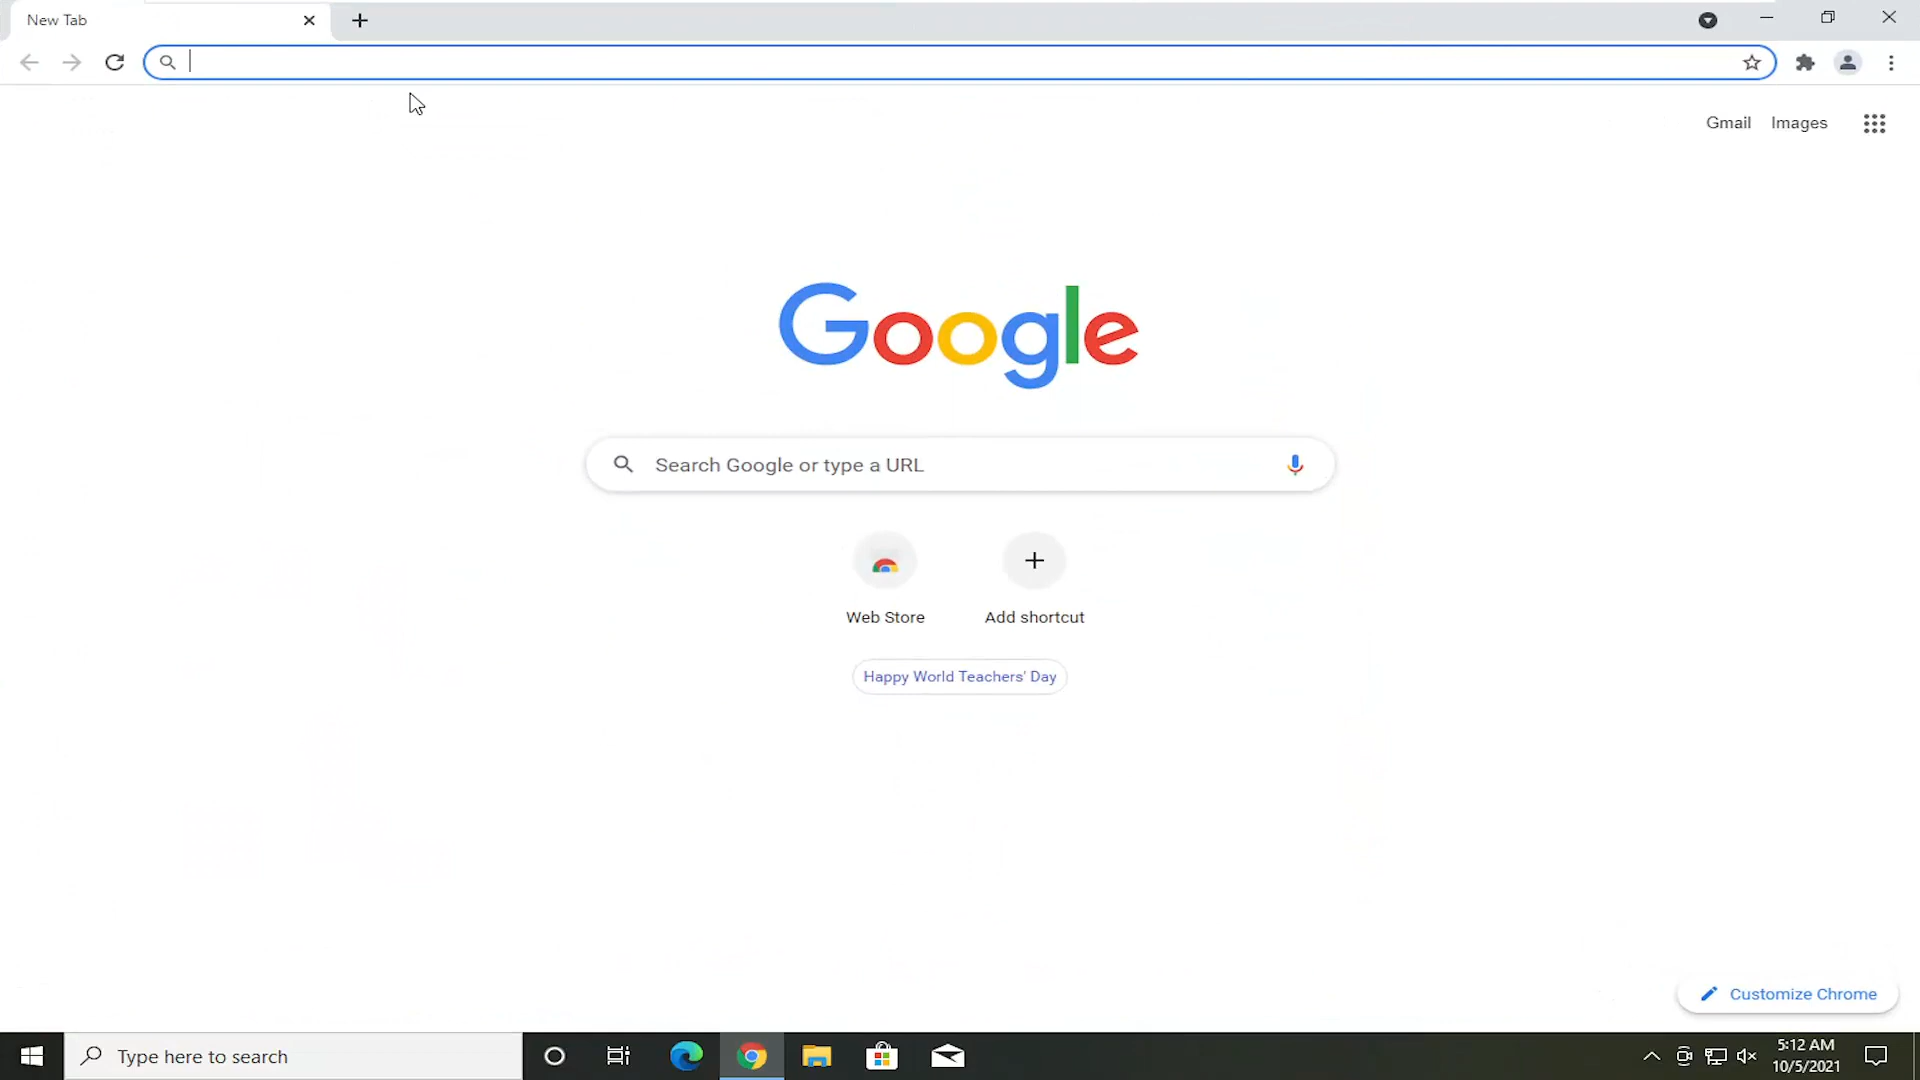 New Tab
Gmail Images
Google
Search Google or type a URL
Web Store Add shortcut
Happy World Teachers' Day
Customize Chrome
Type here to search
5:12 AM
10/5/2021